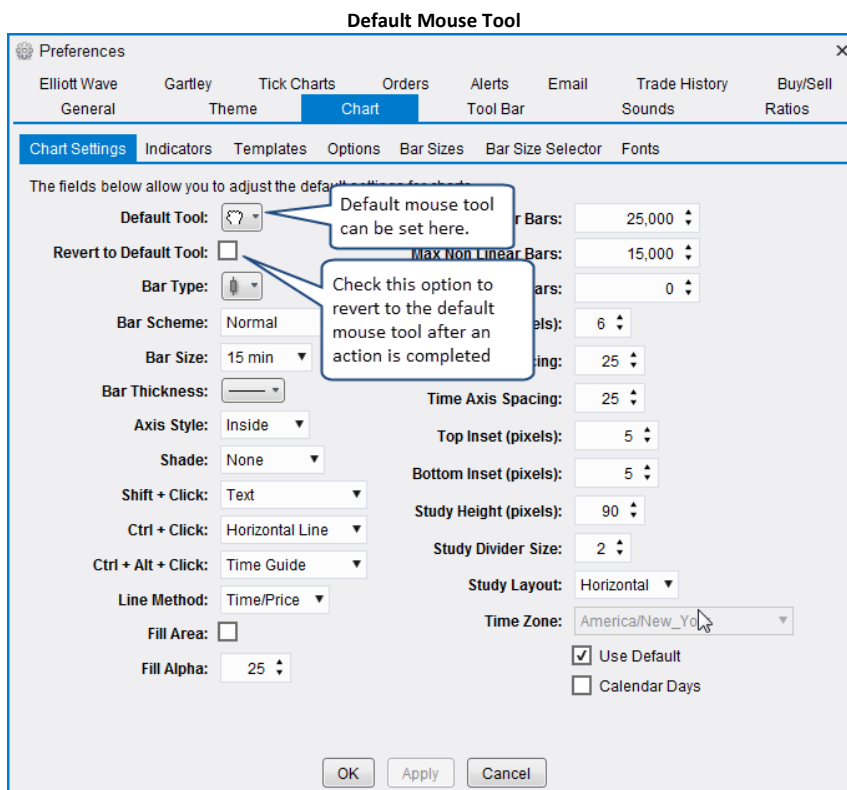 Default Mouse Tool
Preferences
Elliott Wave Gartley Tick Charts Orders Alerts Email Trade History Buy/Sell
General Theme Chart Tool Bar Sounds Ratios
Chart Settings Indicators Templates Options Bar Sizes Bar Size Selector Fonts
The fields below allow you to adjust the default settings for charts
Default Tool:
Default mouse tool
can be set here.
Bars: 25,000
Revert to Default Tool:
Max Non Linear Bars: 15,000
Bar Type:
Check this option to
revert to the default
mouse tool after an
action is completed
0
Bar Scheme: Normal
6
Bar Size: 15 min
25
Bar Thickness:
Time Axis Spacing: 25
Axis Style: Inside
Top Inset (pixels): 5
Shade: None
Bottom Inset (pixels): 5
Shift + Click: Text
Study Height (pixels): 90
Ctrl + Click: Horizontal Line
Study Divider Size: 2
Ctrl + Alt + Click: Time Guide
Study Layout: Horizontal
Line Method: Time/Price
Time Zone: America/New_Yo
Fill Area:
Use Default
Fill Alpha: 25
Calendar Days
OK Apply Cancel